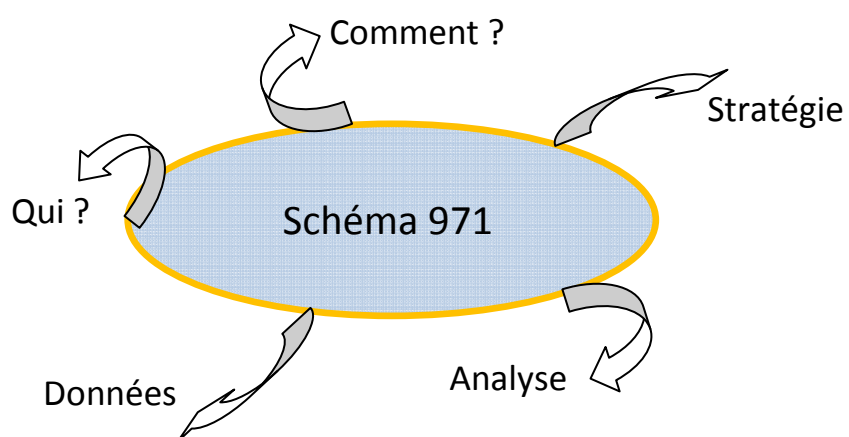 Comment ?
Stratégie
Qui ?
Schéma 971
Analyse
Données